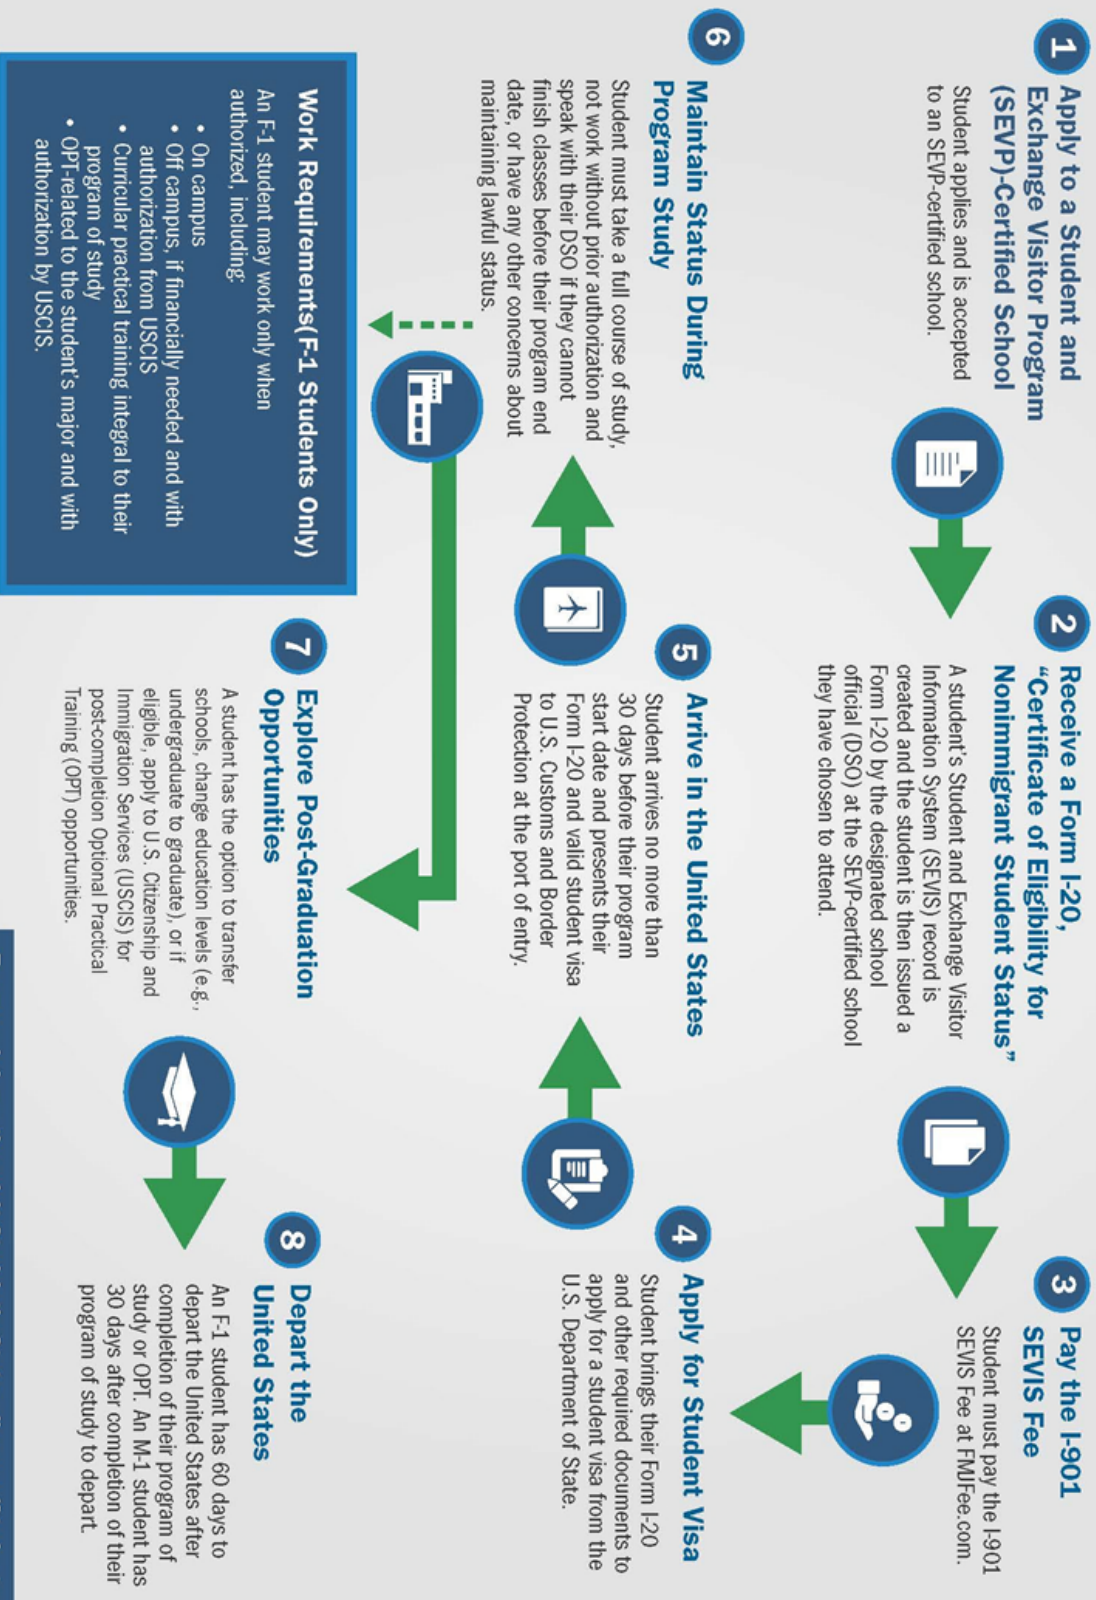 1
Apply to a Student and
Exchange Visitor Program
(SEVP)-Certified School
Student applies and is accepted
to an SEVP-certified school.
2
Receive a Form I-20,
“Certificate of Eligibility for
Nonimmigrant Student Status”
A student's Student and Exchange Visitor
Information System (SEVIS) record is
created and the student is then issued a
Form I-20 by the designated school
official (DSO) at the SEVP-certified school
they have chosen to attend.
3
Pay the I-901
SEVIS Fee
Student must pay the I-901
SEVIS Fee at FMJFee.com.
4
Apply for Student Visa
Student brings their Form I-20
and other required documents to
apply for a student visa from the
U.S. Department of State.
5
Arrive in the United States
Student arrives no more than
30 days before their program
start date and presents their
Form I-20 and valid student visa
to U.S. Customs and Border
Protection at the port of entry.
6
Maintain Status During
Program Study
Student must take a full course of study,
not work without prior authorization and
speak with their DSO if they cannot
finish classes before their program end
date, or have any other concerns about
maintaining lawful status.
Work Requirements(F-1 Students Only)
An F-1 student may work only when
authorized, including:
• On campus
• Off campus, if financially needed and with
authorization from USCIS
• Curricular practical training integral to their
program of study
• OPT-related to the student's major and with
authorization by USCIS.
7
Explore Post-Graduation
Opportunities
A student has the option to transfer
schools, change education levels (e.g.,
undergraduate to graduate), or if
eligible, apply to U.S. Citizenship and
Immigration Services (USCIS) for
post-completion Optional Practical
Training (OPT) opportunities.
8
Depart the
United States
An F-1 student has 60 days to
depart the United States after
completion of their program of
study or OPT. An M-1 student has
30 days after completion of their
program of study to depart.